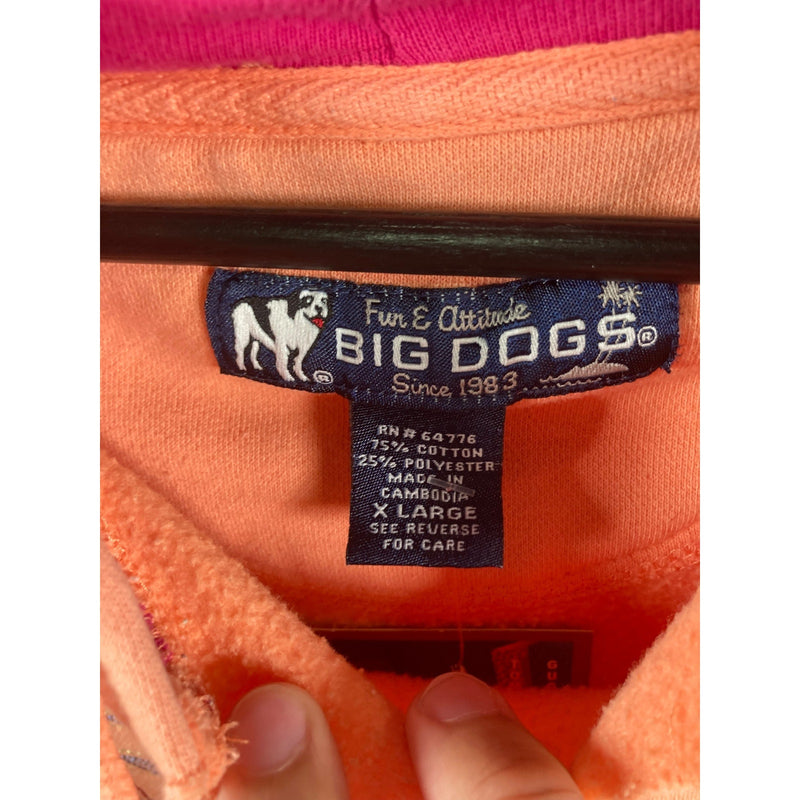 Fun & Attitude
BIG DOGS®
Since 1983
®
RN# 64776
75% COTTON
25% POLYESTER
MADE IN
CAMBODIA
X LARGE
SEE REVERSE
FOR CARE